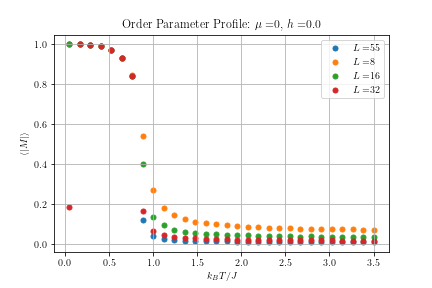 Order Parameter Profile: μ =0, h =0.0
⟨|M|⟩
1.0
0.8
0.6
0.4
0.2
0.0
L =55
L =8
L =16
L =32
0.0 0.5 1.0 1.5 2.0 2.5 3.0 3.5
k_BT/J